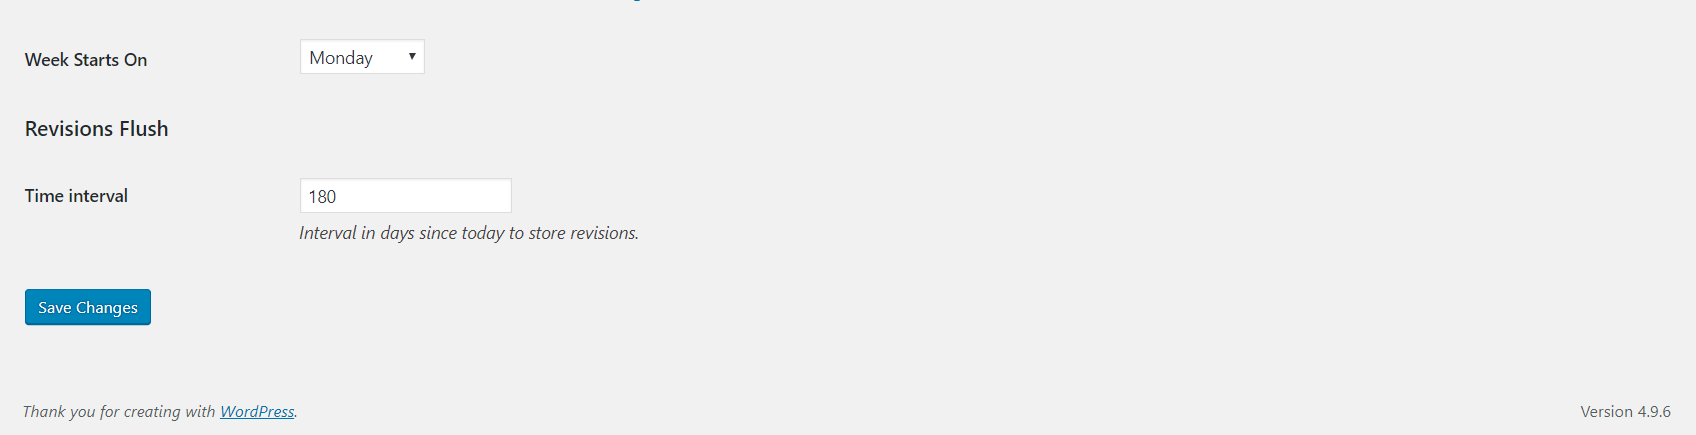 Week Starts On
Monday
Revisions Flush
Time interval
180
Interval in days since today to store revisions.
Save Changes
Thank you for creating with WordPress.
Version 4.9.6